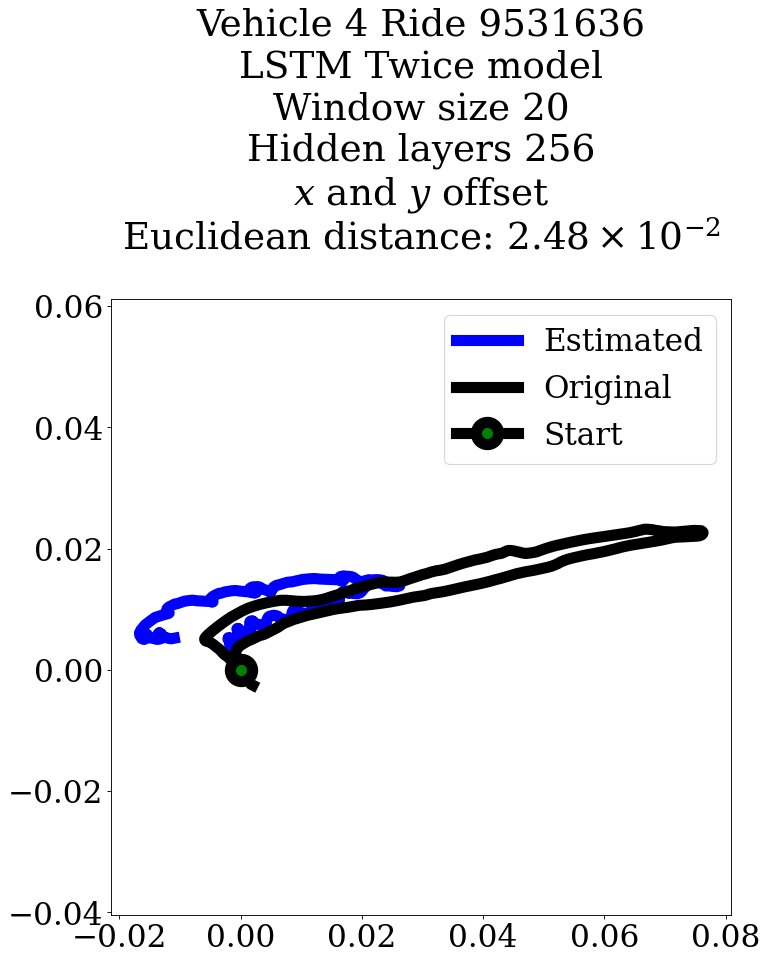 Vehicle 4 Ride 9531636
LSTM Twice model
Window size 20
Hidden layers 256
x and y offset
Euclidean distance: 2.48 × 10⁻²
Estimated
Original
Start
0.06
0.04
0.02
0.00
−0.02
−0.04
−0.02 0.00 0.02 0.04 0.06 0.08